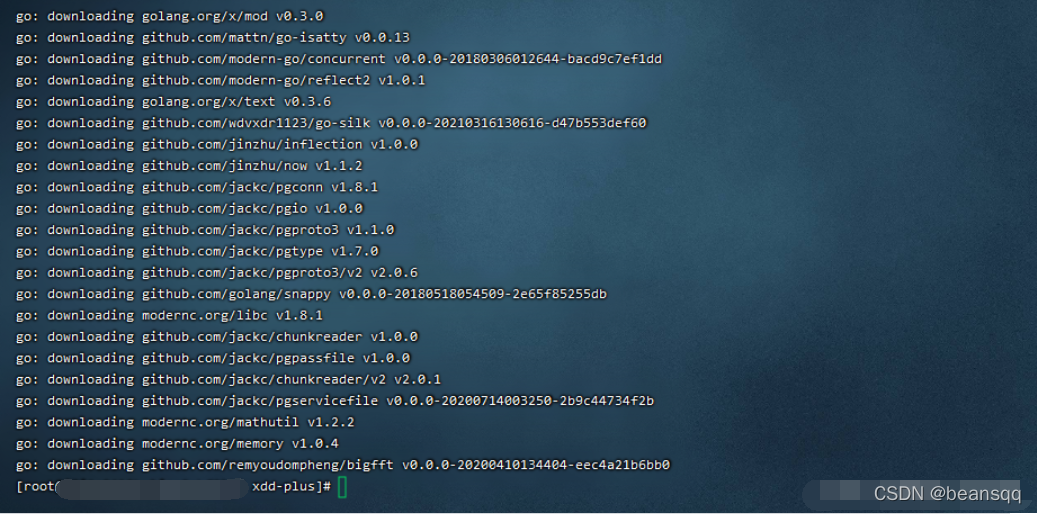 go: downloading golang.org/x/mod v0.3.0
go: downloading github.com/mattn/go-isatty v0.0.13
go: downloading github.com/modern-go/concurrent v0.0.0-20180306012644-bacd9c7ef1dd
go: downloading github.com/modern-go/reflect2 v1.0.1
go: downloading golang.org/x/text v0.3.6
go: downloading github.com/wdvxdr1123/go-silk v0.0.0-20210316130616-d47b553def60
go: downloading github.com/jinzhu/inflection v1.0.0
go: downloading github.com/jinzhu/now v1.1.2
go: downloading github.com/jackc/pgconn v1.8.1
go: downloading github.com/jackc/pgio v1.0.0
go: downloading github.com/jackc/pgproto3 v1.1.0
go: downloading github.com/jackc/pgtype v1.7.0
go: downloading github.com/jackc/pgproto3/v2 v2.0.6
go: downloading github.com/golang/snappy v0.0.0-20180518054509-2e65f85255db
go: downloading modernc.org/libc v1.8.1
go: downloading github.com/jackc/chunkreader v1.0.0
go: downloading github.com/jackc/pgpassfile v1.0.0
go: downloading github.com/jackc/chunkreader/v2 v2.0.1
go: downloading github.com/jackc/pgservicefile v0.0.0-20200714003250-2b9c44734f2b
go: downloading modernc.org/mathutil v1.2.2
go: downloading modernc.org/memory v1.0.4
go: downloading github.com/remyoudompheng/bigfft v0.0.0-20200410134404-eec4a21b6bb0
[root@ xdd-plus]#
CSDN @beansqq